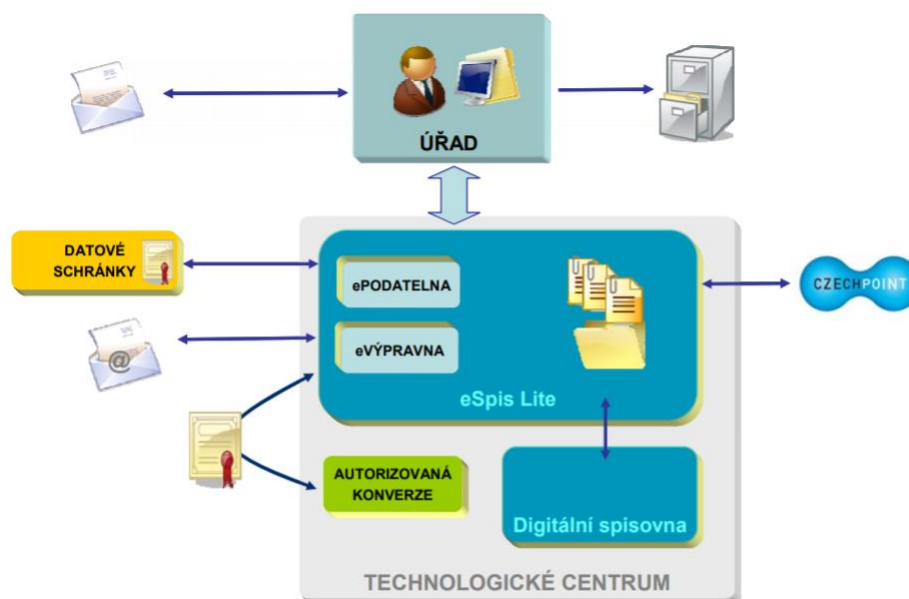 ÚŘAD
DATOVÉ
SCHRÁNKY
ePODATELNA
CZECHPOINT
@
eVÝPRAVNA
eSpis Lite
AUTORIZOVANÁ
KONVERZE
Digitální spisovna
TECHNOLOGICKÉ CENTRUM